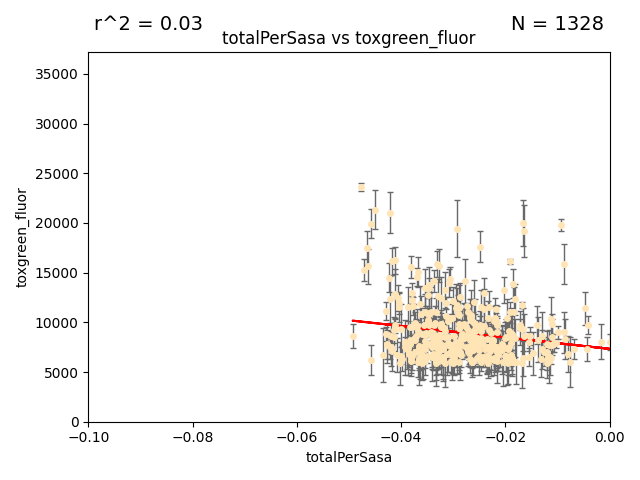 r^2 = 0.03
N = 1328
totalPerSasa vs toxgreen_fluor
35000
30000
25000
20000
15000
10000
5000
0
toxgreen_fluor
−0.10
−0.08
−0.06
−0.04
−0.02
0.00
totalPerSasa